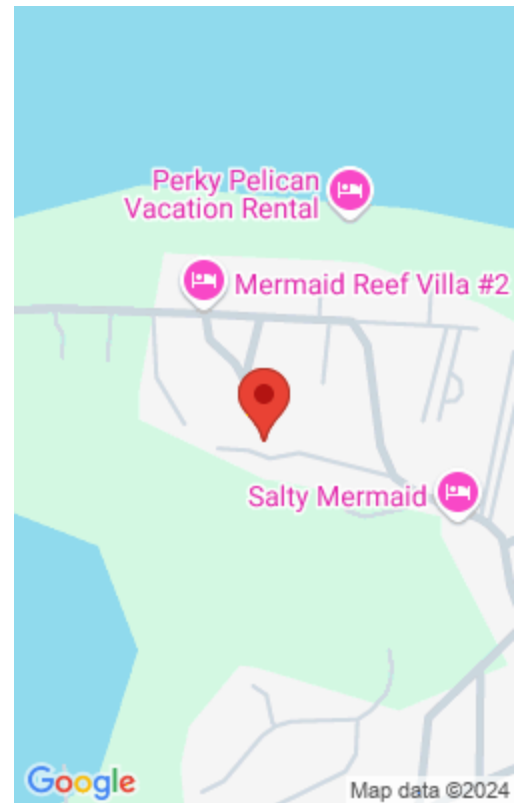 Perky Pelican
Vacation Rental
Mermaid Reef Villa #2
Salty Mermaid
Google
Map data ©2024